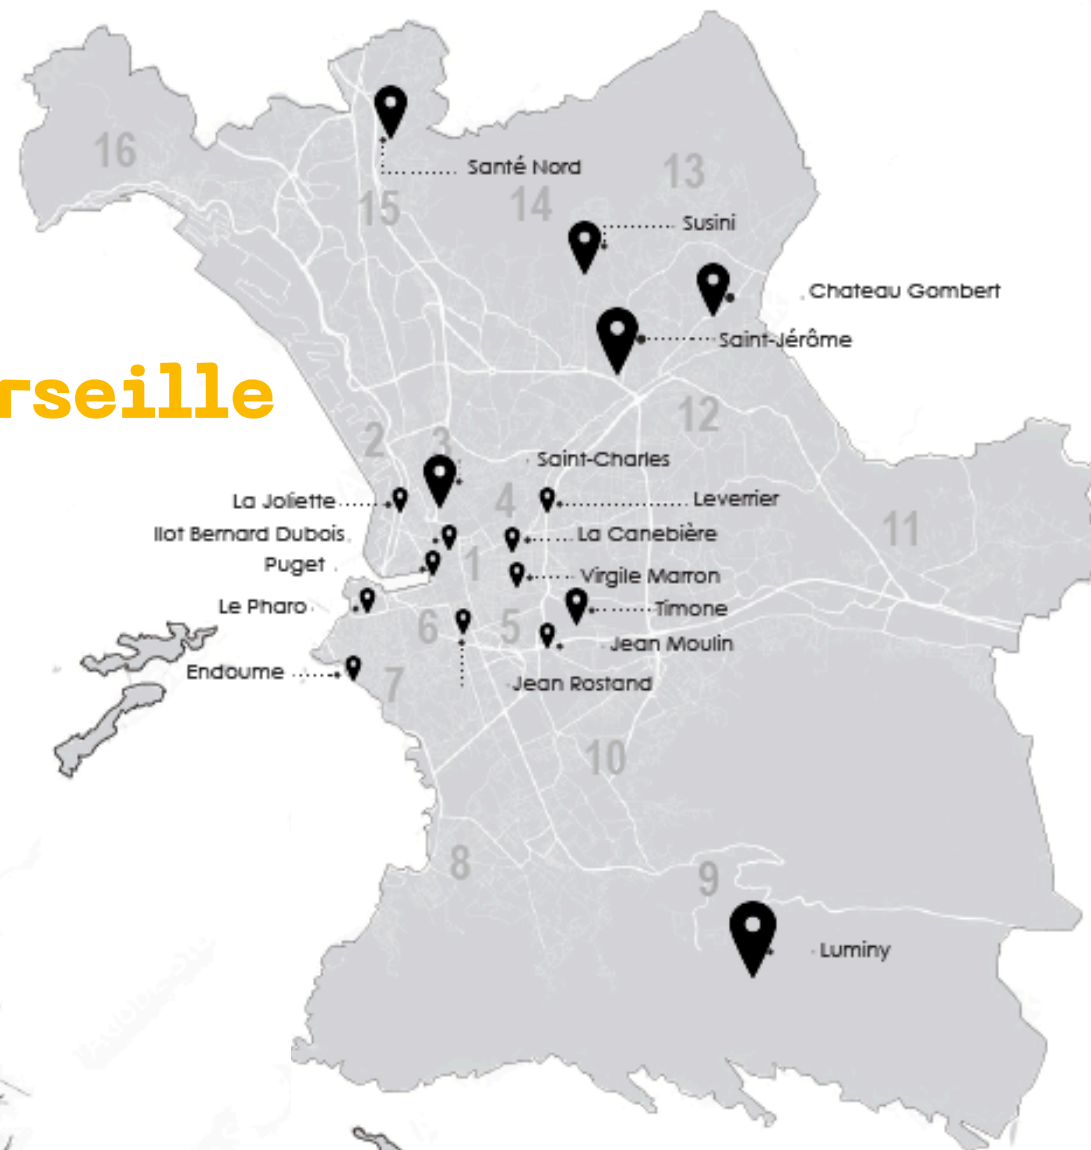 16
Santé Nord
13
15
14
Susini
Chateau Gombert
Saint-Jérôme
rseille
12
2
3
Saint-Charles
La Joliette
4
Leverrier
Ilot Bernard Dubois
La Canebière
11
Puget
1
Virgile Marron
Le Pharo
Timone
6
5
Jean Moulin
Endoume
7
Jean Rostand
10
8
9
Luminy